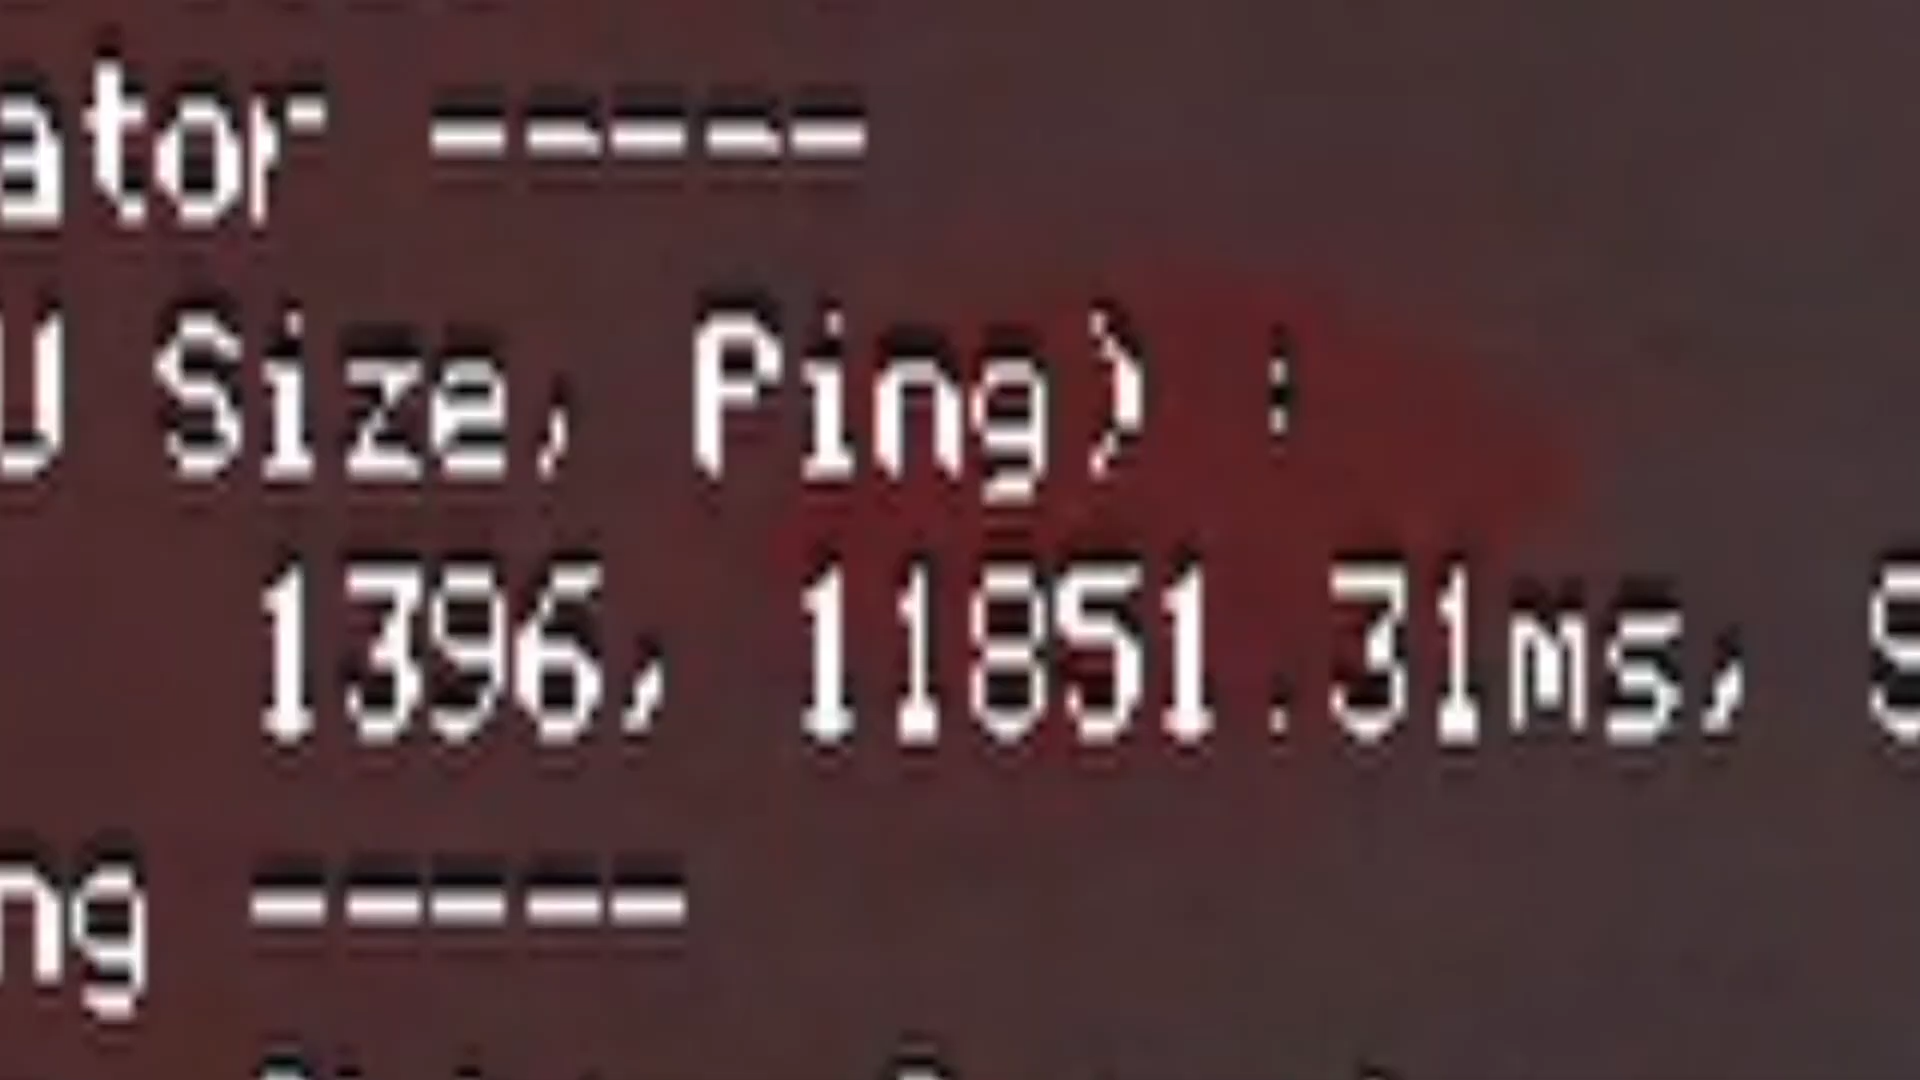 ator -----
U Size, Ping) :
1396, 11851.31ms, S
ng -----